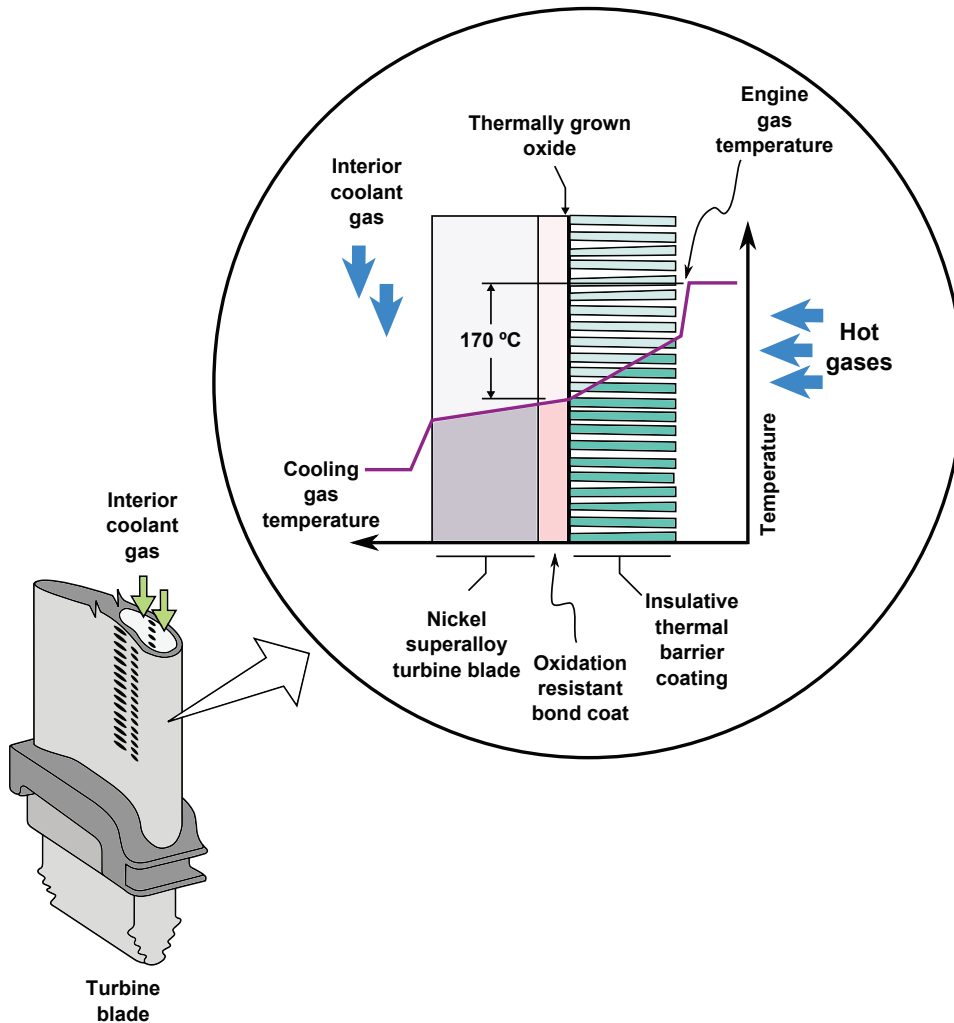 Engine
gas
temperature
Thermally grown
oxide
Interior
coolant
gas
170 ºC
Hot
gases
Cooling
gas
temperature
Temperature
Interior
coolant
gas
Nickel
superalloy
turbine blade
Oxidation
resistant
bond coat
Insulative
thermal
barrier
coating
Turbine
blade